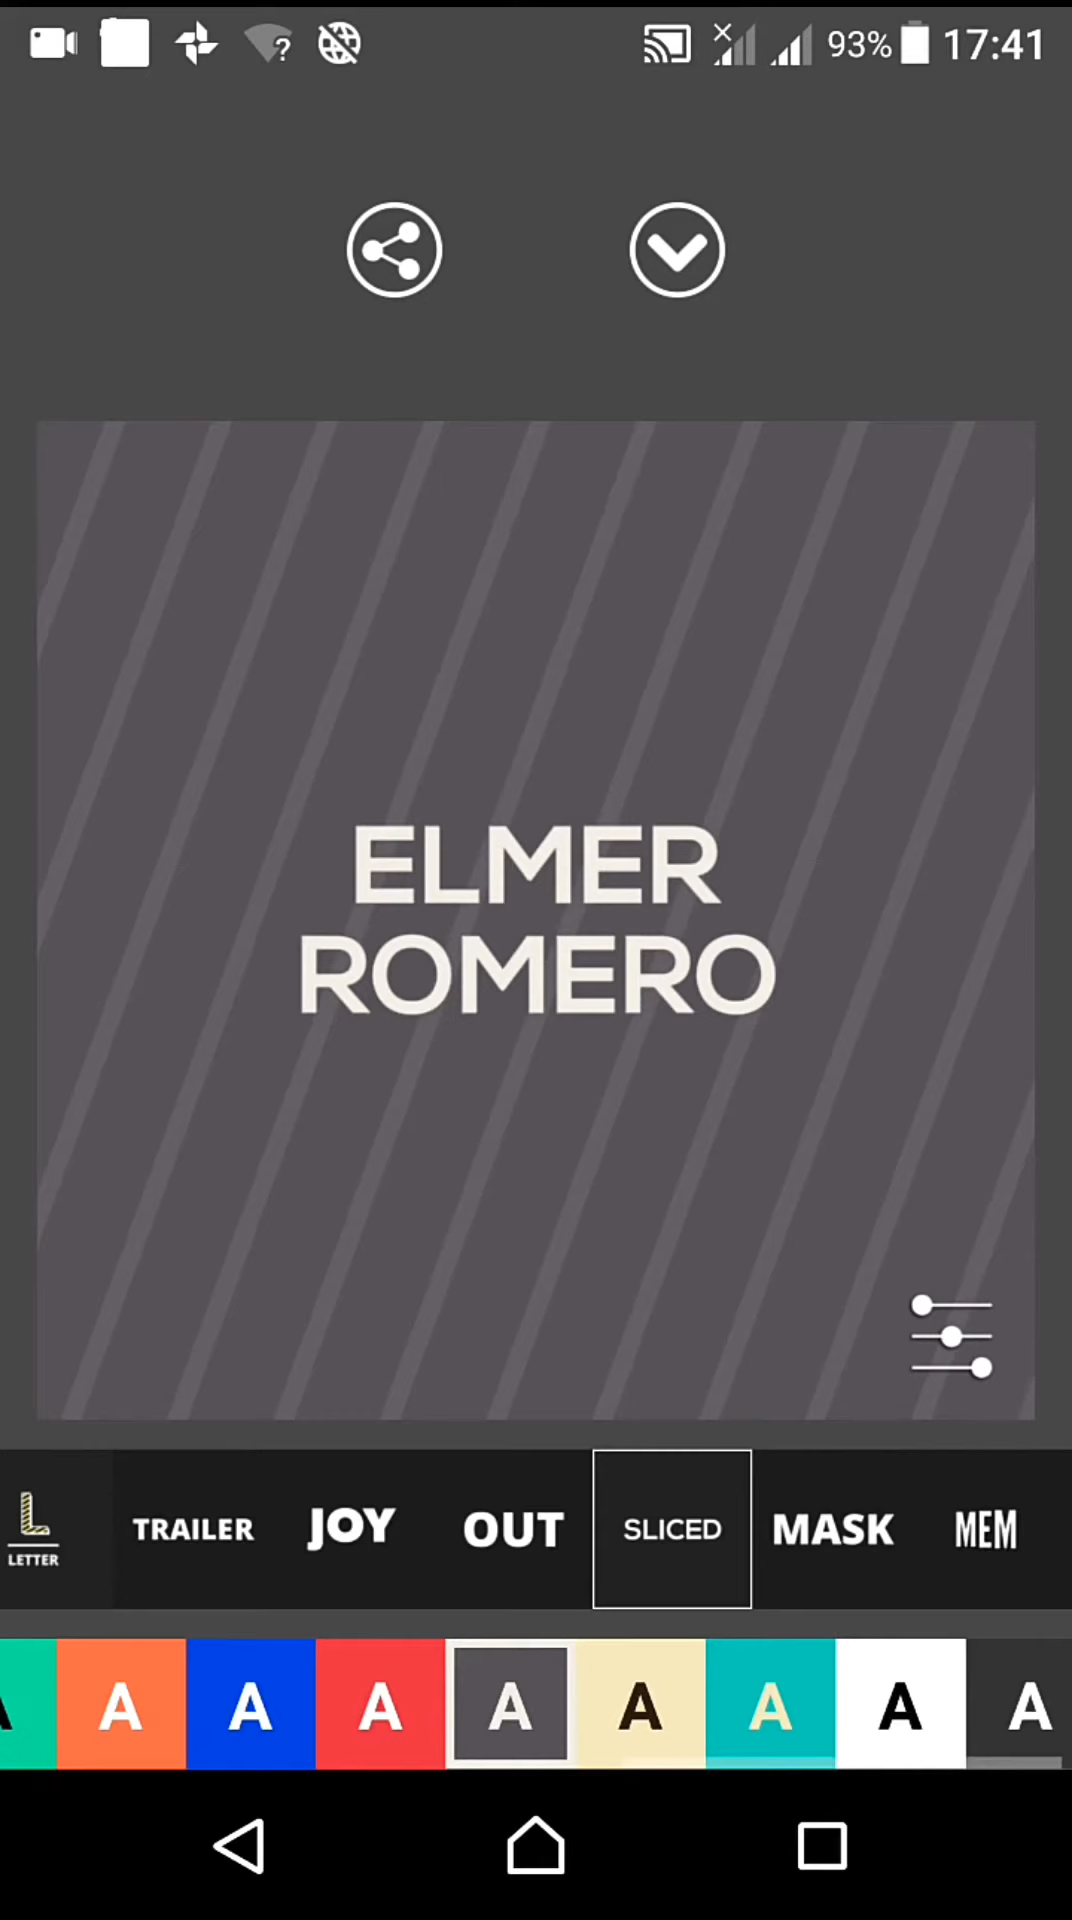 93% 17:41
ELMER
ROMERO
L
LETTER
TRAILER
JOY
OUT
SLICED
MASK
MEM
A A A A A A A A A